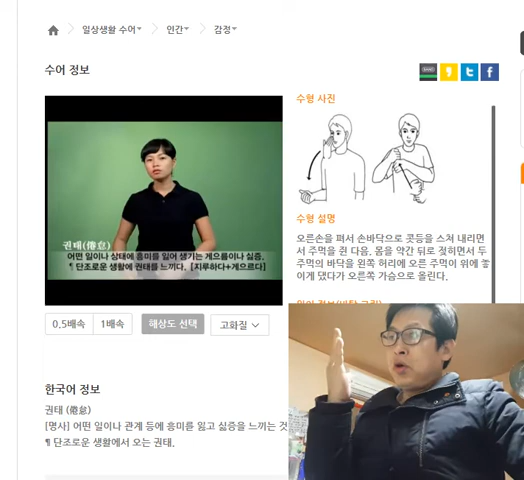 일상생활 수어 인간 감정
수어 정보
수형 사진
권태(倦怠)
어떤 일이나 상태에 흥미를 잃어 생기는 게으름이나 싫증.
¶ 단조로운 생활에 권태를 느끼다. [지루하다+게으르다]
수형 설명
오른손을 펴서 손바닥으로 콧등을 스쳐 내리면
서 주먹을 쥔 다음, 몸을 약간 뒤로 젖히면서 두
주먹의 바닥을 왼쪽 허리에 오른 주먹이 위에 놓
이게 댔다가 오른쪽 가슴으로 올린다.
0.5배속 1배속 해상도 선택 고화질
한국어 정보
권태 (倦怠)
[명사] 어떤 일이나 관계 등에 흥미를 잃고 싫증을 느끼는 것
¶ 단조로운 생활에서 오는 권태.